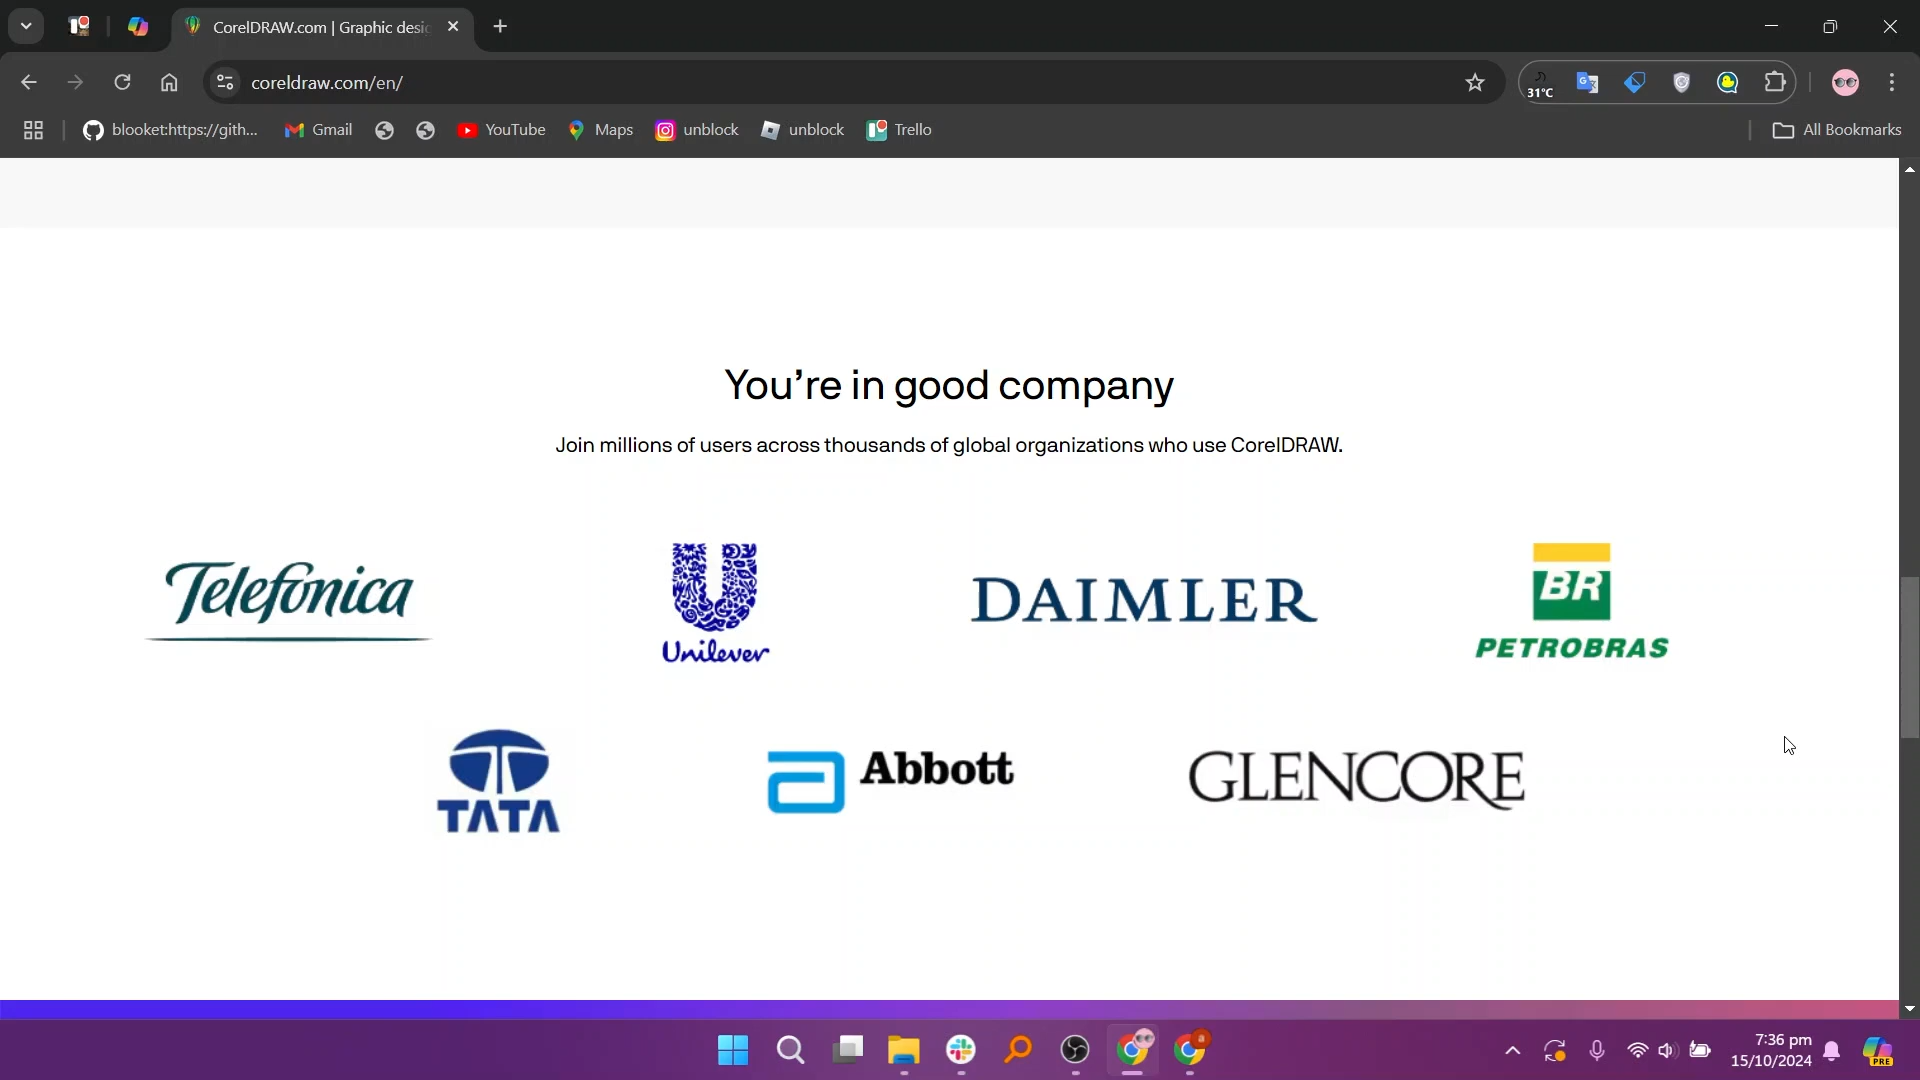 CorelDRAW.com | Graphic desi
coreldraw.com/en/
31°C
blooket:https://gith...
Gmail
YouTube
Maps
unblock
unblock
Trello
All Bookmarks
You’re in good company
Join millions of users across thousands of global organizations who use CorelDRAW.
Telefónica
Unilever
DAIMLER
BR
PETROBRAS
TATA
Abbott
GLENCORE
a
7:36 pm
15/10/2024
PRE